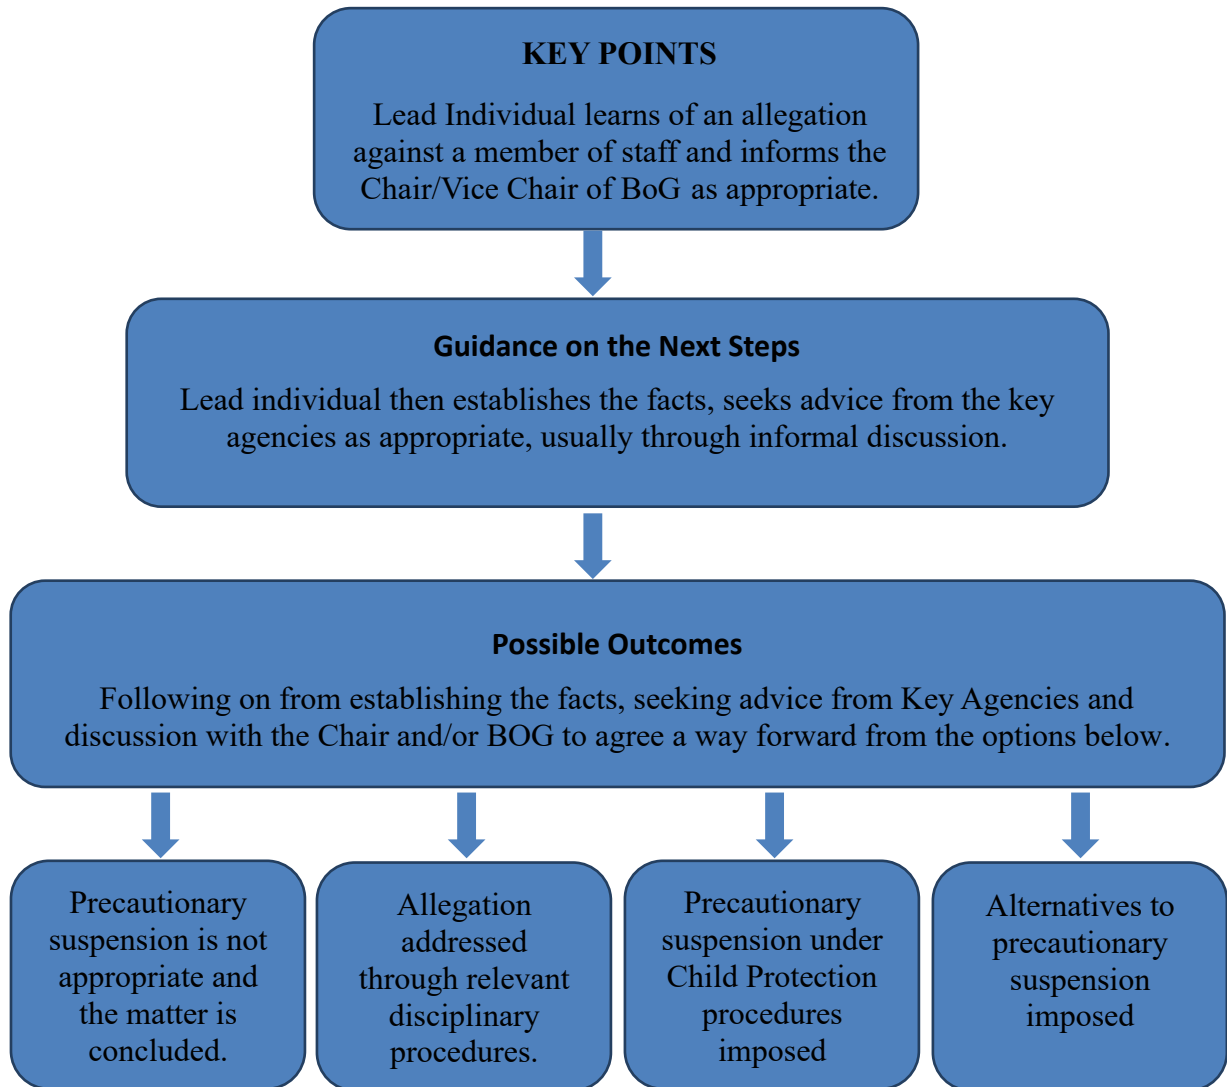 KEY POINTS
Lead Individual learns of an allegation
against a member of staff and informs the
Chair/Vice Chair of BoG as appropriate.
Guidance on the Next Steps
Lead individual then establishes the facts, seeks advice from the key
agencies as appropriate, usually through informal discussion.
Possible Outcomes
Following on from establishing the facts, seeking advice from Key Agencies and
discussion with the Chair and/or BOG to agree a way forward from the options below.
Precautionary
suspension is not
appropriate and
the matter is
concluded.
Allegation
addressed
through relevant
disciplinary
procedures.
Precautionary
suspension under
Child Protection
procedures
imposed
Alternatives to
precautionary
suspension
imposed